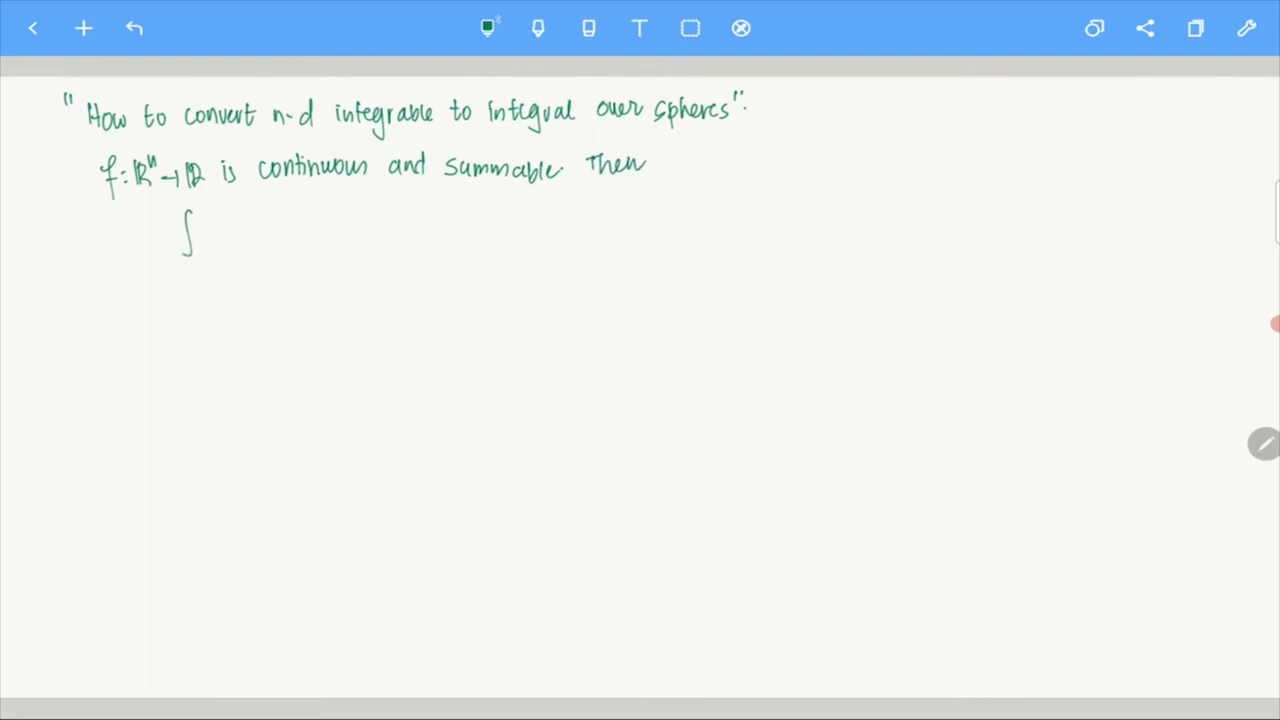 "How to convert n-d integrable to integral over spheres".
f: ℝⁿ → ℝ is continuous and summable. Then
∫